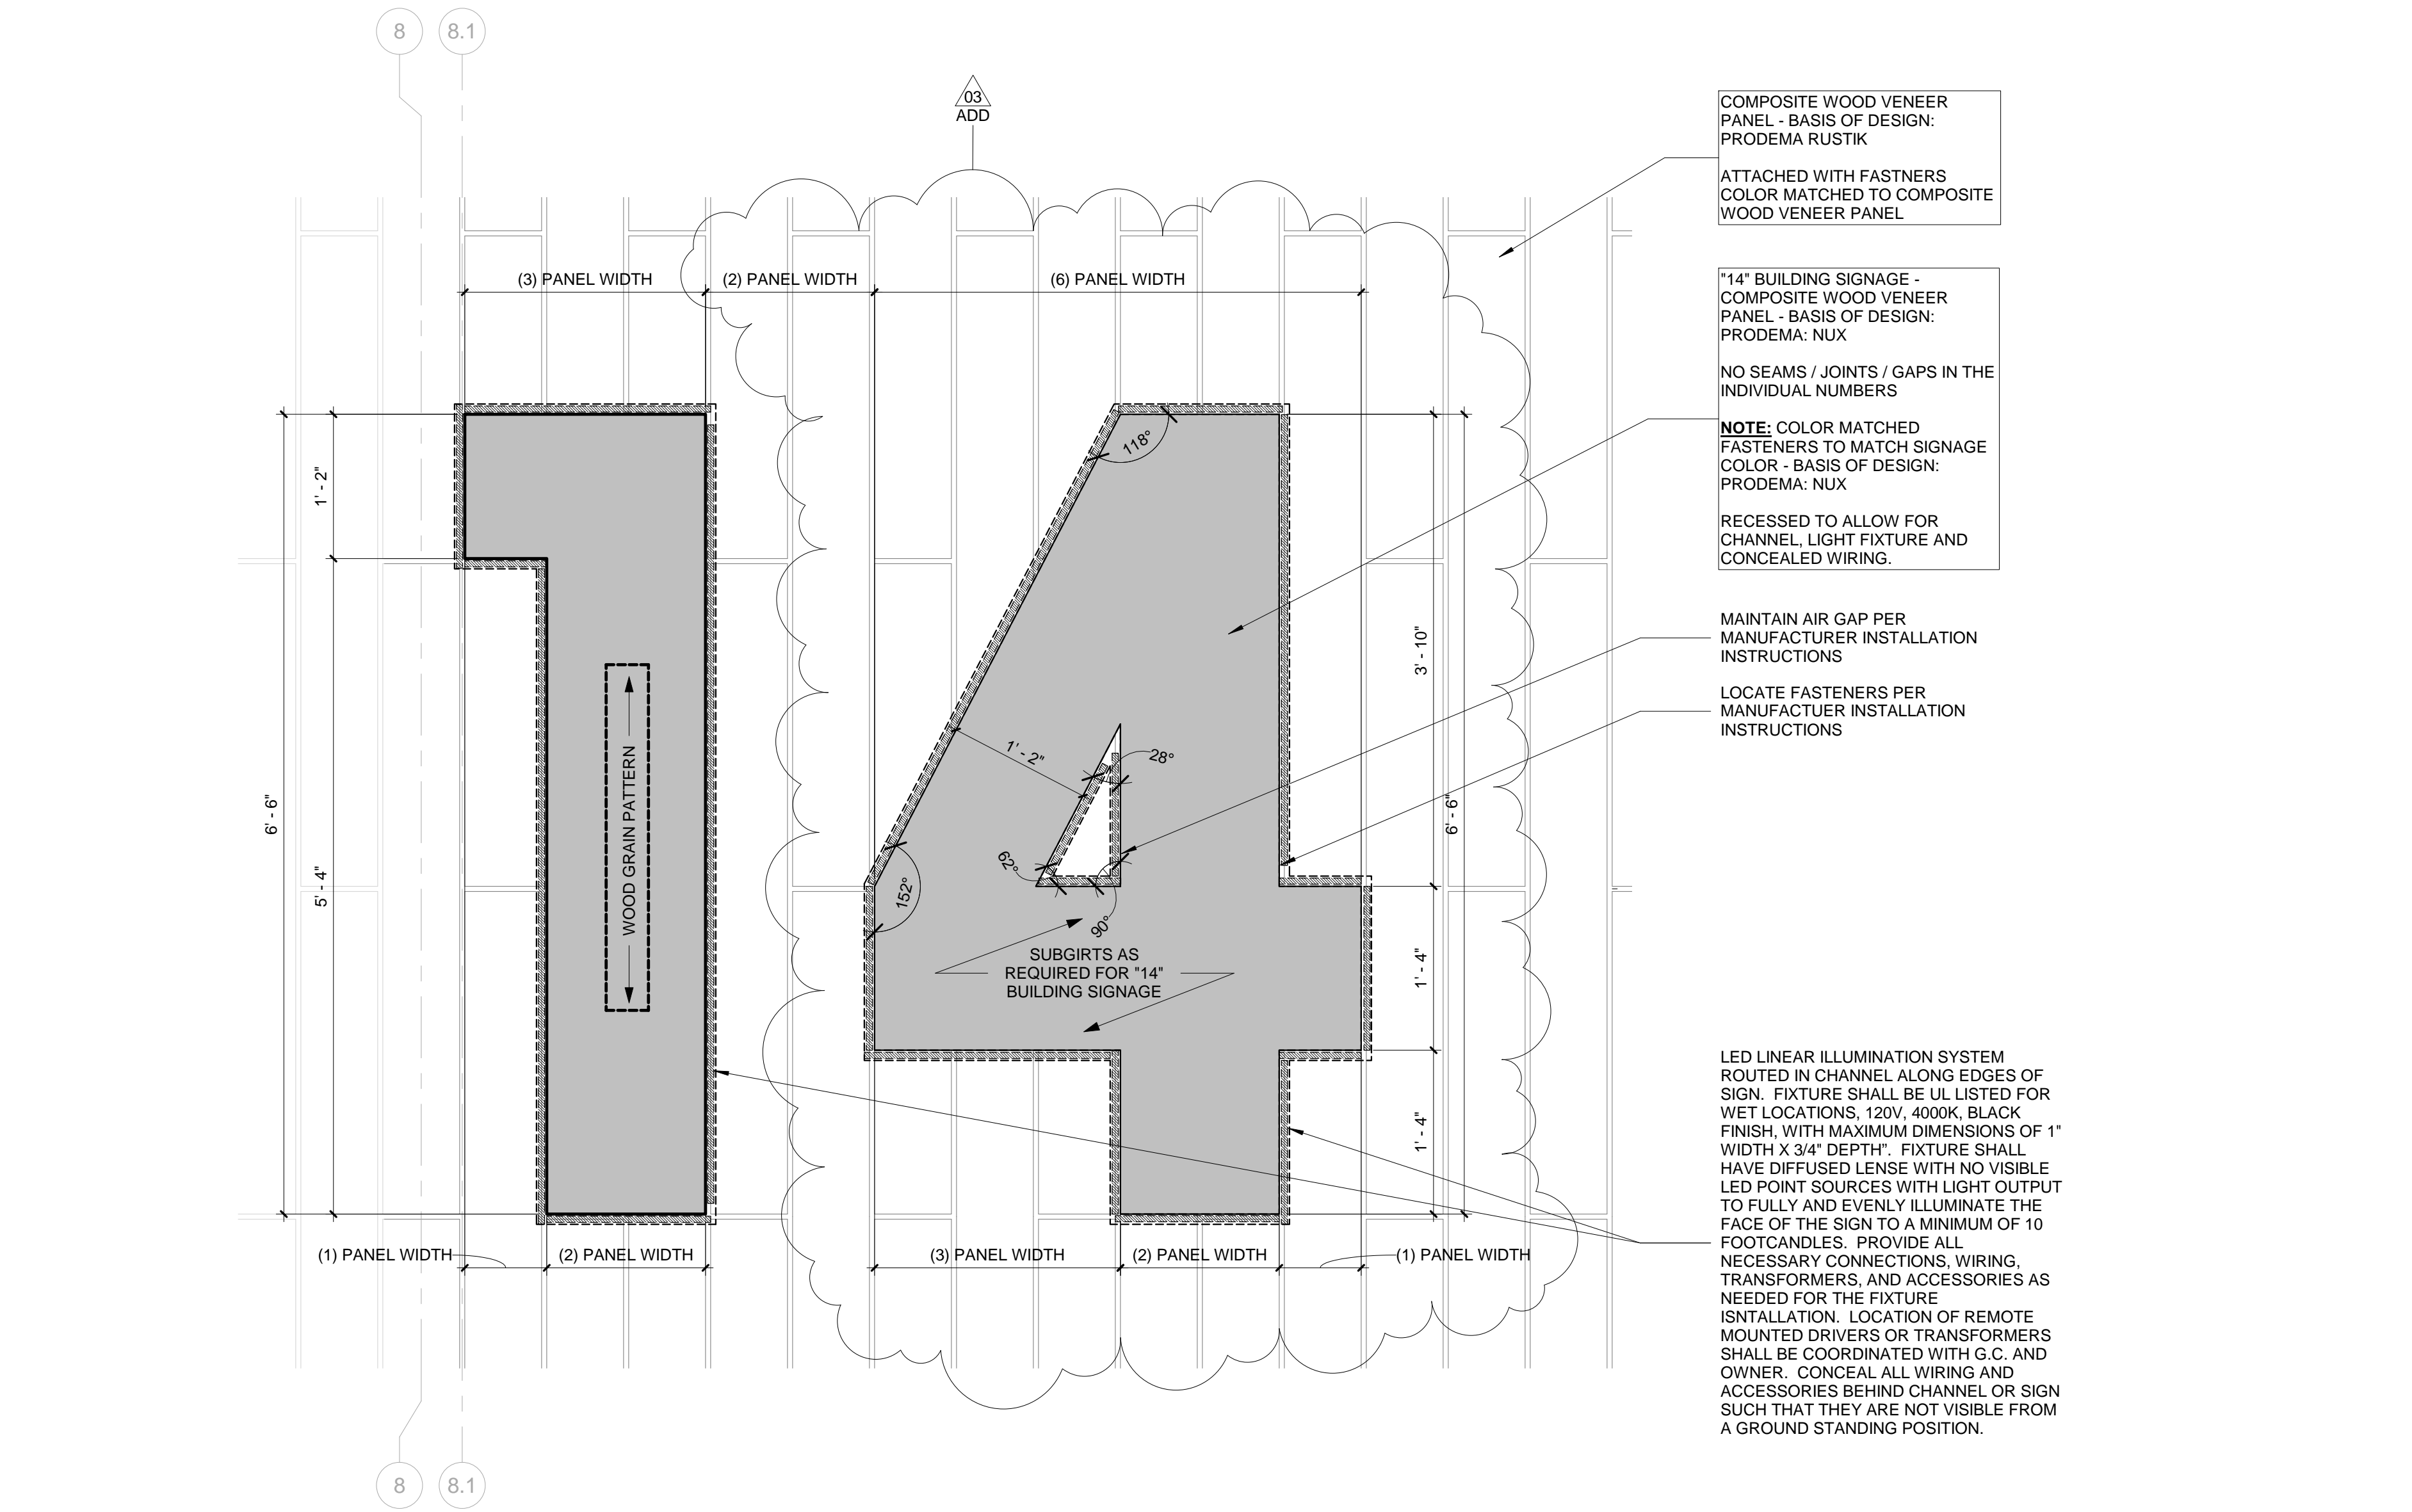 8
8.1
03
ADD
(3) PANEL WIDTH
(2) PANEL WIDTH
(6) PANEL WIDTH
1' - 2"
6' - 6"
5' - 4"
WOOD GRAIN PATTERN
118°
1' - 2"
28°
62°
152°
90°
SUBGIRTS AS
REQUIRED FOR "14"
BUILDING SIGNAGE
3' - 10"
6' - 6"
1' - 4"
1' - 4"
(1) PANEL WIDTH
(2) PANEL WIDTH
(3) PANEL WIDTH
(2) PANEL WIDTH
(1) PANEL WIDTH
8
8.1
COMPOSITE WOOD VENEER
PANEL - BASIS OF DESIGN:
PRODEMA RUSTIK
ATTACHED WITH FASTNERS
COLOR MATCHED TO COMPOSITE
WOOD VENEER PANEL
"14" BUILDING SIGNAGE -
COMPOSITE WOOD VENEER
PANEL - BASIS OF DESIGN:
PRODEMA: NUX
NO SEAMS / JOINTS / GAPS IN THE
INDIVIDUAL NUMBERS
NOTE: COLOR MATCHED
FASTENERS TO MATCH SIGNAGE
COLOR - BASIS OF DESIGN:
PRODEMA: NUX
RECESSED TO ALLOW FOR
CHANNEL, LIGHT FIXTURE AND
CONCEALED WIRING.
MAINTAIN AIR GAP PER
MANUFACTURER INSTALLATION
INSTRUCTIONS
LOCATE FASTENERS PER
MANUFACTUER INSTALLATION
INSTRUCTIONS
LED LINEAR ILLUMINATION SYSTEM
ROUTED IN CHANNEL ALONG EDGES OF
SIGN.  FIXTURE SHALL BE UL LISTED FOR
WET LOCATIONS, 120V, 4000K, BLACK
FINISH, WITH MAXIMUM DIMENSIONS OF 1"
WIDTH X 3/4" DEPTH”.  FIXTURE SHALL
HAVE DIFFUSED LENSE WITH NO VISIBLE
LED POINT SOURCES WITH LIGHT OUTPUT
TO FULLY AND EVENLY ILLUMINATE THE
FACE OF THE SIGN TO A MINIMUM OF 10
FOOTCANDLES.  PROVIDE ALL
NECESSARY CONNECTIONS, WIRING,
TRANSFORMERS, AND ACCESSORIES AS
NEEDED FOR THE FIXTURE
ISNTALLATION.  LOCATION OF REMOTE
MOUNTED DRIVERS OR TRANSFORMERS
SHALL BE COORDINATED WITH G.C. AND
OWNER.  CONCEAL ALL WIRING AND
ACCESSORIES BEHIND CHANNEL OR SIGN
SUCH THAT THEY ARE NOT VISIBLE FROM
A GROUND STANDING POSITION.